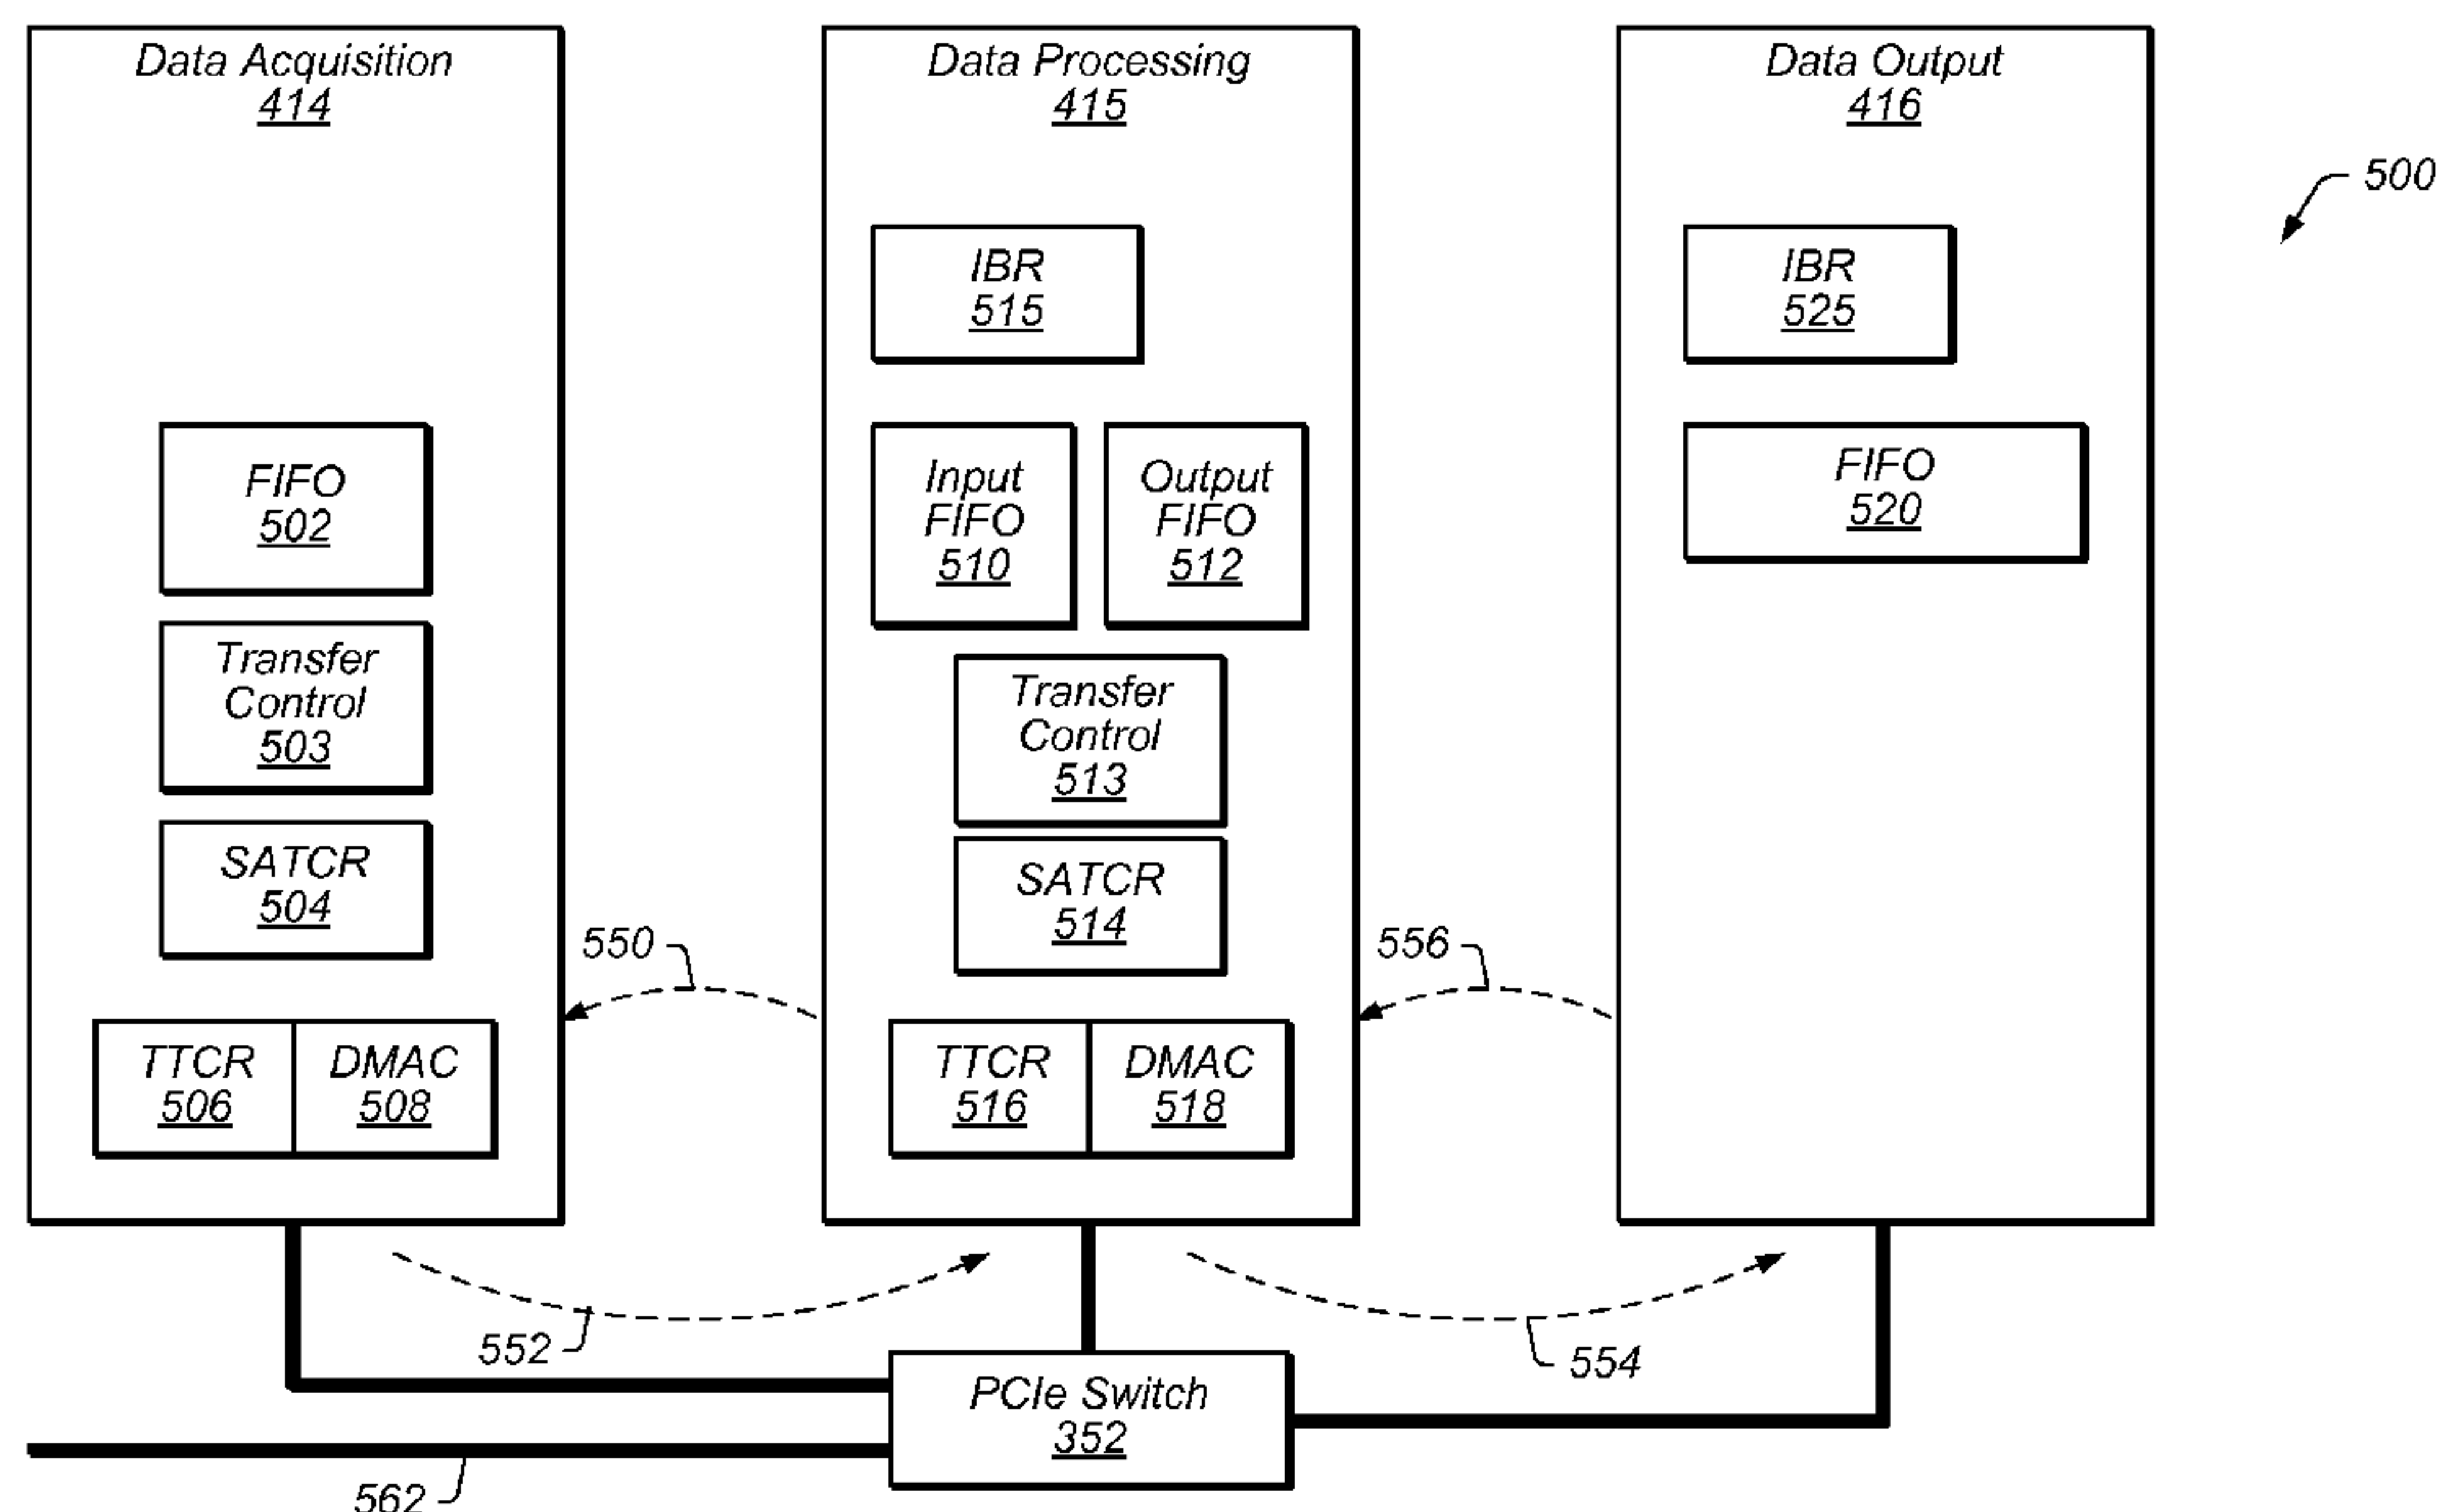 Data Acquisition
414
FIFO
502
Transfer
Control
503
SATCR
504
TTCR
506
DMAC
508
Data Processing
415
IBR
515
Input
FIFO
510
Output
FIFO
512
Transfer
Control
513
SATCR
514
TTCR
516
DMAC
518
Data Output
416
IBR
525
FIFO
520
500
550
556
552
554
PCIe Switch
352
562